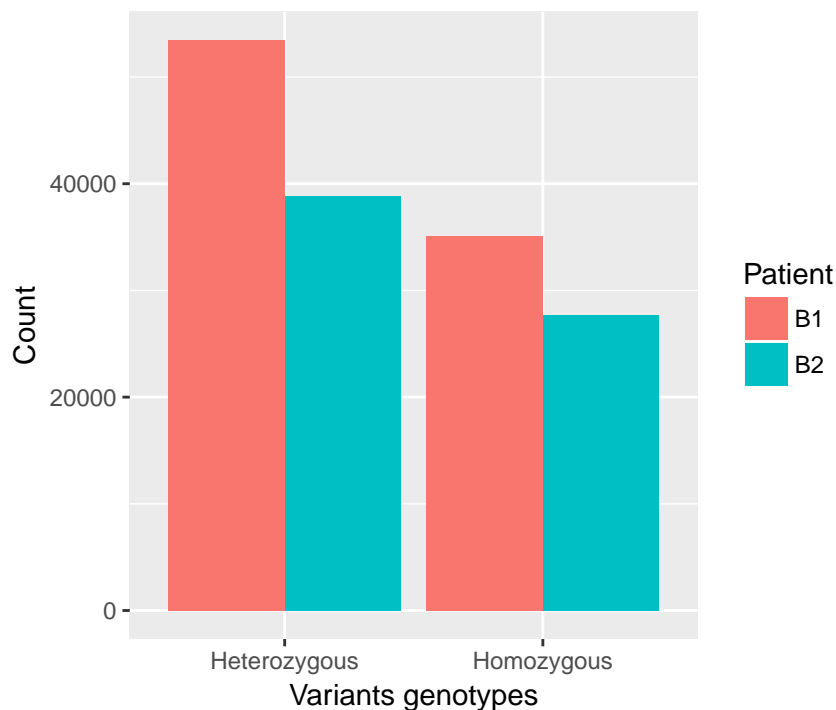 Count
40000
20000
0
Heterozygous Homozygous
Variants genotypes
Patient
B1
B2